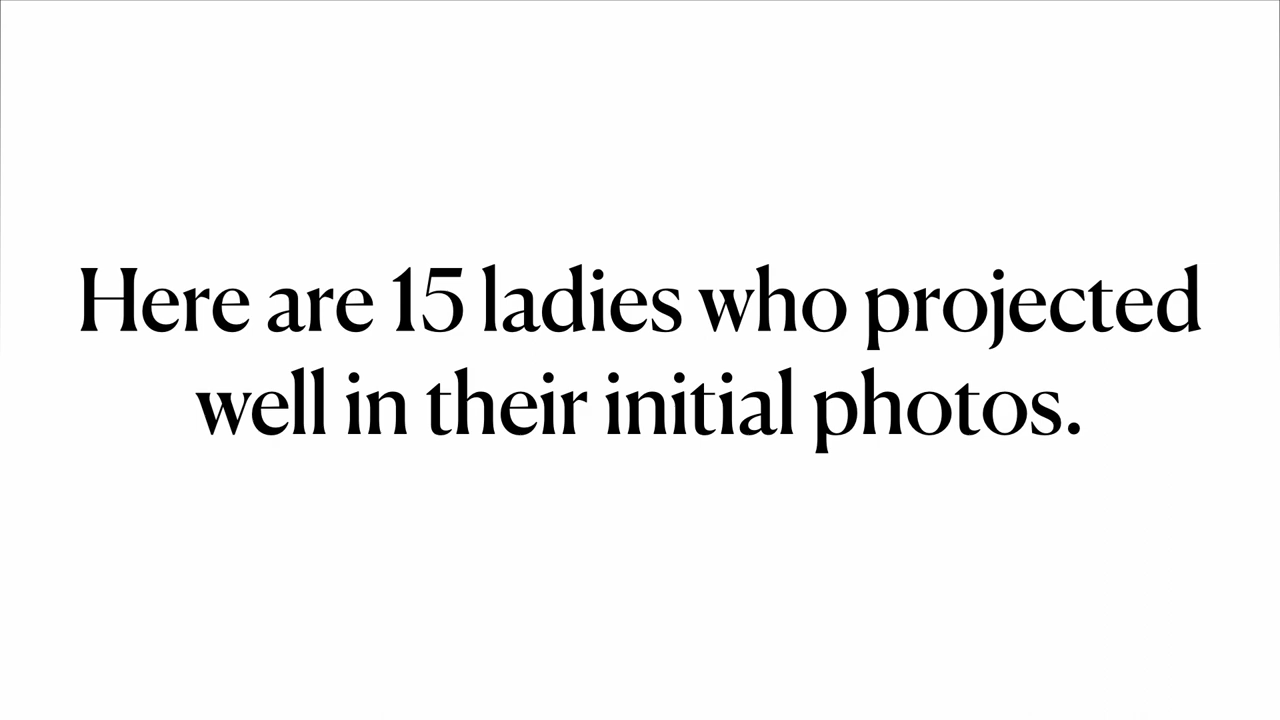 Here are 15 ladies who projected
well in their initial photos.